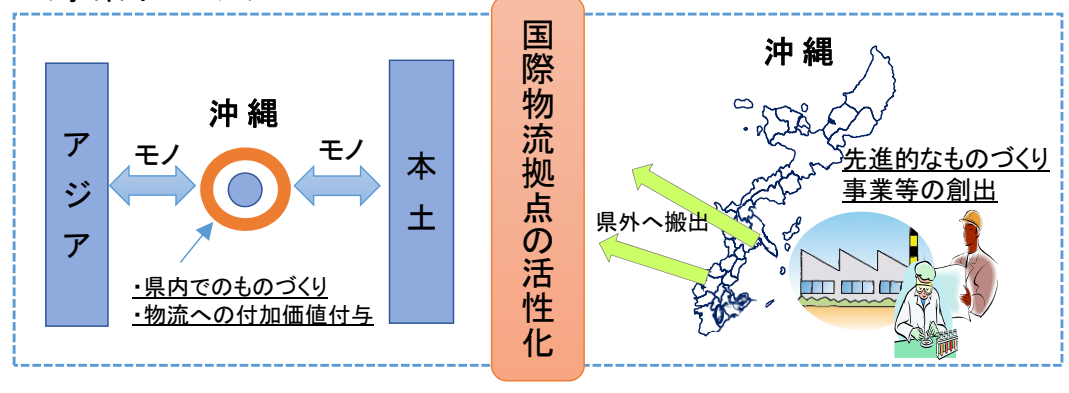 沖 縄
アジア
モノ
モノ
本土
・県内でのものづくり
・物流への付加価値付与
国際物流拠点の活性化
沖 縄
先進的なものづくり
事業等の創出
県外へ搬出